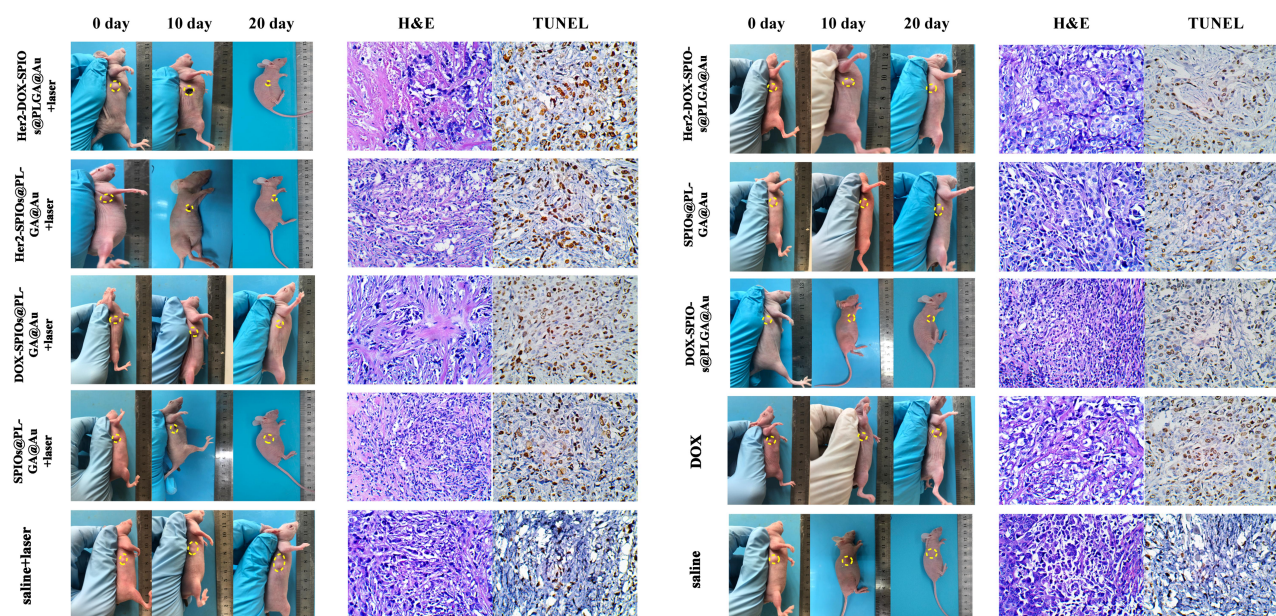 0 day 10 day 20 day H&E TUNEL
Her2-DOX-SPIO
s@PLGA@Au
+laser
Her2-SPIOs@PL-
GA@Au
+laser
DOX-SPIOs@PL-
GA@Au
+laser
SPIOs@PL-
GA@Au
+laser
saline+laser
0 day 10 day 20 day H&E TUNEL
Her2-DOX-SPIO-
s@PLGA@Au
SPIOs@PL-
GA@Au
DOX-SPIO-
s@PLGA@Au
DOX
saline